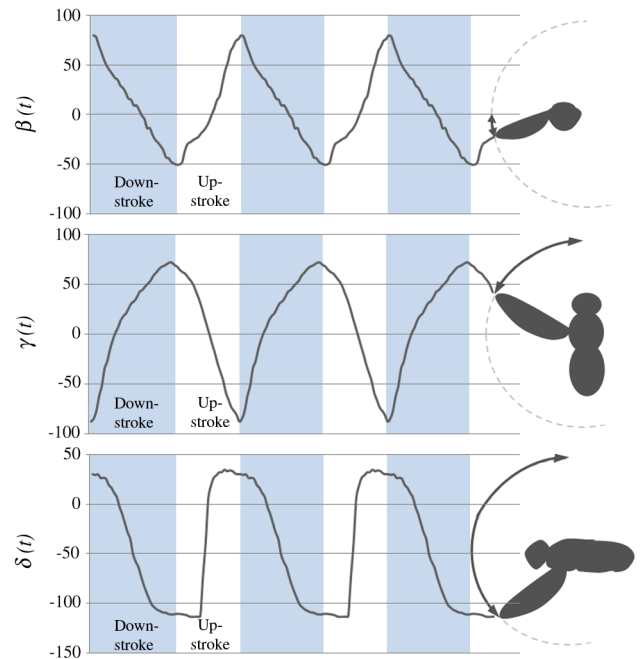 100
50
0
-50
-100
β(t)
Down-
stroke
Up-
stroke
100
50
0
-50
-100
γ(t)
Down-
stroke
Up-
stroke
50
0
-50
-100
-150
δ(t)
Down-
stroke
Up-
stroke